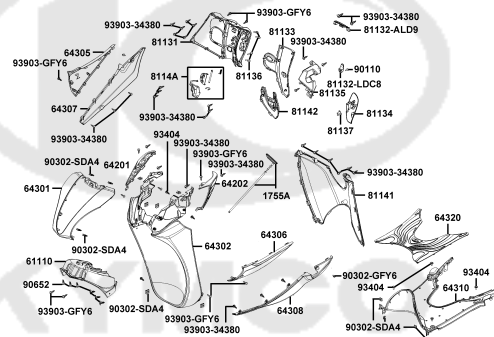 93903-GFY6
93903-34380
81132-ALD9
81131
81133
93903-34380
64305
93903-GFY6
81136
90110
8114A
81132-LDC8
81135
64307
81142
81134
93903-34380
81137
93903-34380
93404
90302-SDA4
64201
93903-34380
93903-GFY6
93903-34380
93903-34380
64301
64202
1755A
81141
64320
64306
64302
90302-SDA4
61110
90302-GFY6
93404
90652
93404
64310
90302-SDA4
93903-GFY6
93903-GFY6
64308
93903-34380
90302-SDA4
KYMCO